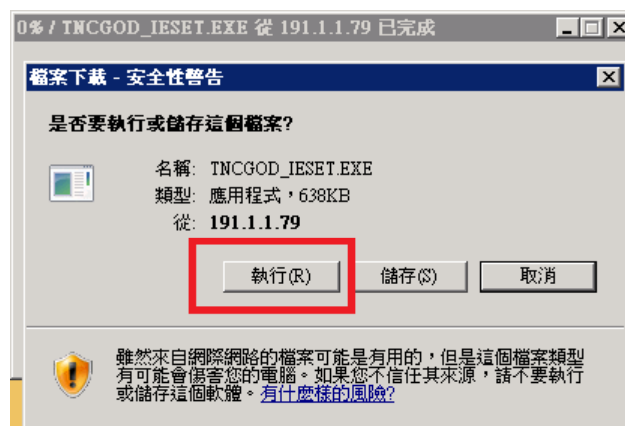 0% / TNCGOD_IESET.EXE 從 191.1.1.79 已完成
檔案下載 - 安全性警告
是否要執行或儲存這個檔案?
名稱: TNCGOD_IESET.EXE
類型: 應用程式，638KB
從: 191.1.1.79
執行(R) 儲存(S) 取消
雖然來自網際網路的檔案可能是有用的，但是這個檔案類型
有可能會傷害您的電腦。如果您不信任其來源，請不要執行
或儲存這個軟體。有什麼樣的風險?